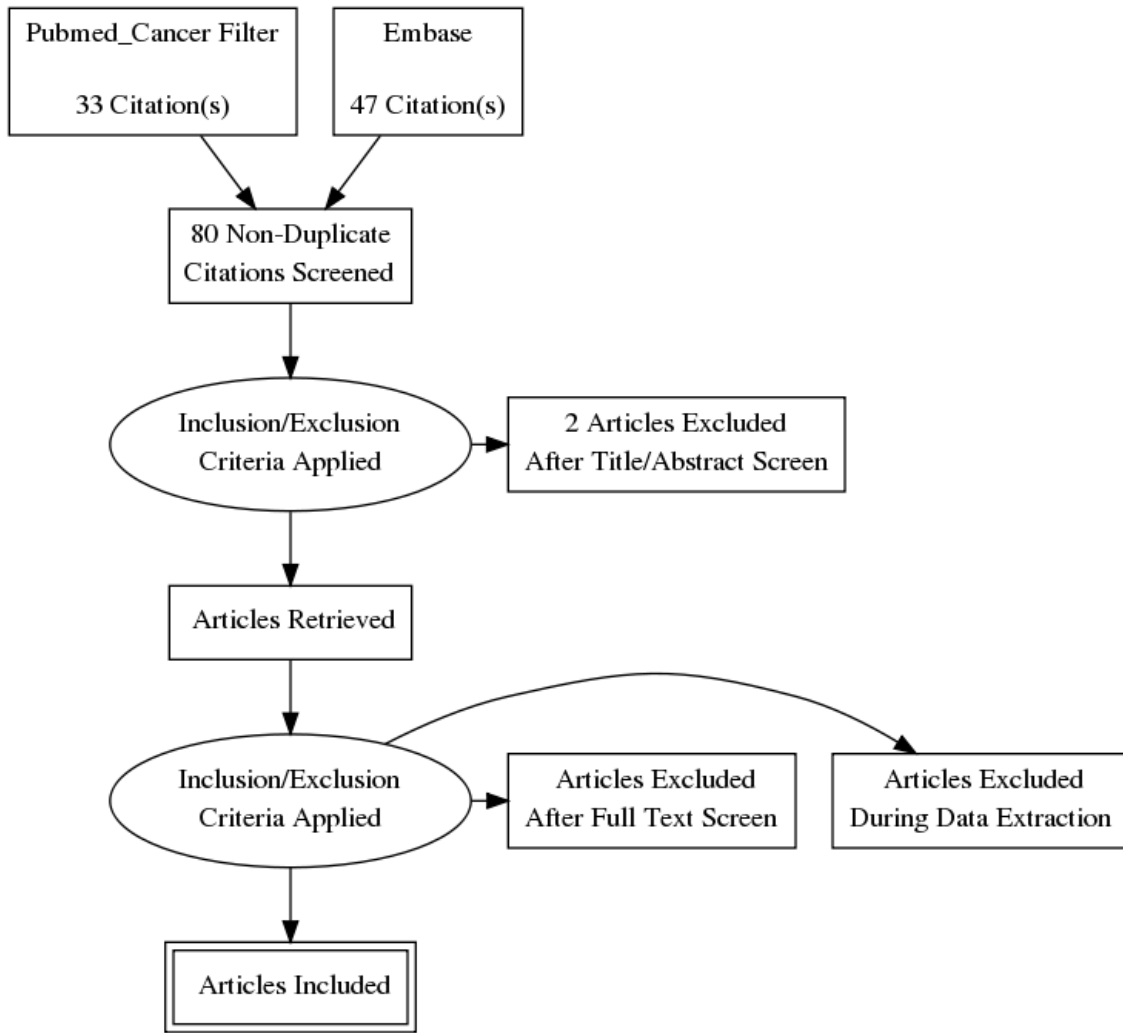 Pubmed_Cancer Filter
33 Citation(s)
Embase
47 Citation(s)
80 Non-Duplicate
Citations Screened
Inclusion/Exclusion
Criteria Applied
2 Articles Excluded
After Title/Abstract Screen
Articles Retrieved
Inclusion/Exclusion
Criteria Applied
Articles Excluded
After Full Text Screen
Articles Excluded
During Data Extraction
Articles Included